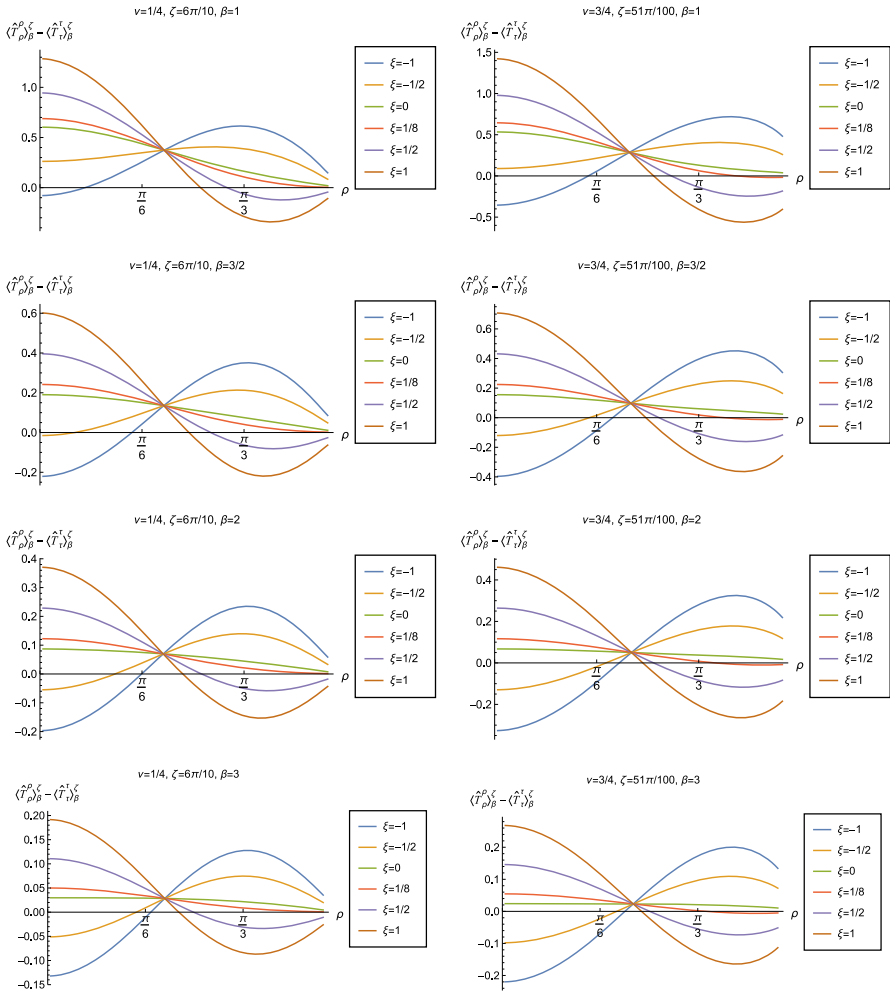 ν=1/4, ζ=6π/10, β=1
⟨T̂ρρ⟩βζ − ⟨T̂ττ⟩βζ
1.0
0.5
0.0
π/6
π/3
ρ
ξ=−1
ξ=−1/2
ξ=0
ξ=1/8
ξ=1/2
ξ=1
ν=3/4, ζ=51π/100, β=1
⟨T̂ρρ⟩βζ − ⟨T̂ττ⟩βζ
1.5
1.0
0.5
0.0
−0.5
π/6
π/3
ρ
ξ=−1
ξ=−1/2
ξ=0
ξ=1/8
ξ=1/2
ξ=1
ν=1/4, ζ=6π/10, β=3/2
⟨T̂ρρ⟩βζ − ⟨T̂ττ⟩βζ
0.6
0.4
0.2
0.0
−0.2
π/6
π/3
ρ
ξ=−1
ξ=−1/2
ξ=0
ξ=1/8
ξ=1/2
ξ=1
ν=3/4, ζ=51π/100, β=3/2
⟨T̂ρρ⟩βζ − ⟨T̂ττ⟩βζ
0.6
0.4
0.2
0.0
−0.2
−0.4
π/6
π/3
ρ
ξ=−1
ξ=−1/2
ξ=0
ξ=1/8
ξ=1/2
ξ=1
ν=1/4, ζ=6π/10, β=2
⟨T̂ρρ⟩βζ − ⟨T̂ττ⟩βζ
0.4
0.3
0.2
0.1
0.0
−0.1
−0.2
π/6
π/3
ρ
ξ=−1
ξ=−1/2
ξ=0
ξ=1/8
ξ=1/2
ξ=1
ν=3/4, ζ=51π/100, β=2
⟨T̂ρρ⟩βζ − ⟨T̂ττ⟩βζ
0.4
0.2
0.0
−0.2
π/6
π/3
ρ
ξ=−1
ξ=−1/2
ξ=0
ξ=1/8
ξ=1/2
ξ=1
ν=1/4, ζ=6π/10, β=3
⟨T̂ρρ⟩βζ − ⟨T̂ττ⟩βζ
0.20
0.15
0.10
0.05
0.00
−0.05
−0.10
−0.15
π/6
π/3
ρ
ξ=−1
ξ=−1/2
ξ=0
ξ=1/8
ξ=1/2
ξ=1
ν=3/4, ζ=51π/100, β=3
⟨T̂ρρ⟩βζ − ⟨T̂ττ⟩βζ
0.2
0.1
0.0
−0.1
−0.2
π/6
π/3
ρ
ξ=−1
ξ=−1/2
ξ=0
ξ=1/8
ξ=1/2
ξ=1